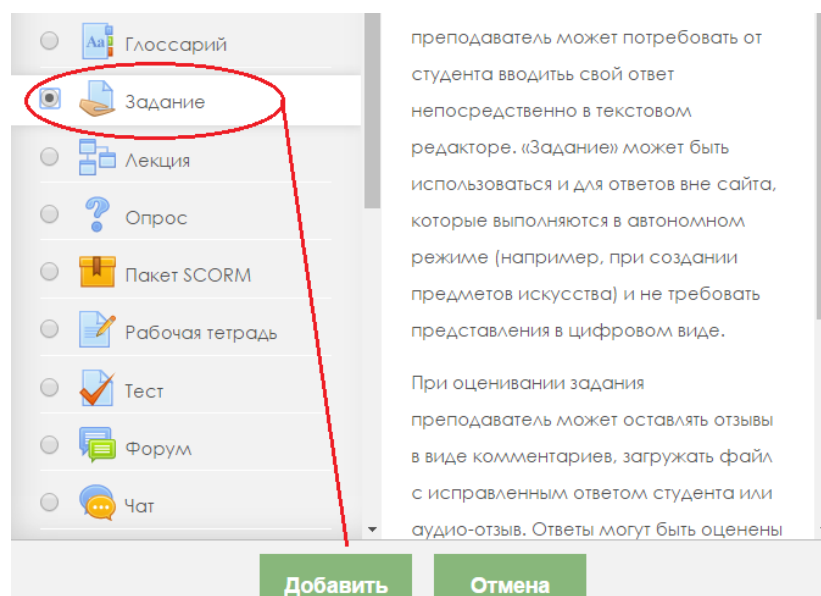 Глоссарий
Задание
Лекция
Опрос
Пакет SCORM
Рабочая тетрадь
Тест
Форум
Чат
преподаватель может потребовать от
студента вводитьь свой ответ
непосредственно в текстовом
редакторе. «Задание» может быть
использоваться и для ответов вне сайта,
которые выполняются в автономном
режиме (например, при создании
предметов искусства) и не требовать
представления в цифровом виде.
При оценивании задания
преподаватель может оставлять отзывы
в виде комментариев, загружать файл
с исправленным ответом студента или
аудио-отзыв. Ответы могут быть оценены
Добавить
Отмена